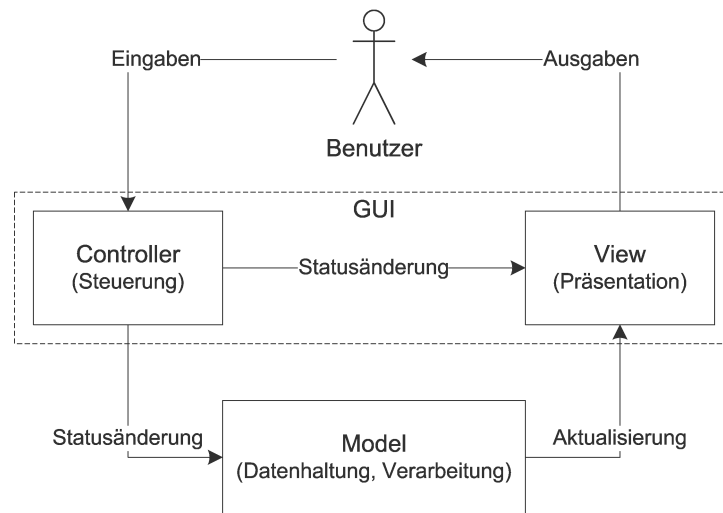 Eingaben
Ausgaben
Benutzer
GUI
Controller
(Steuerung)
Statusänderung
View
(Präsentation)
Statusänderung
Model
(Datenhaltung, Verarbeitung)
Aktualisierung